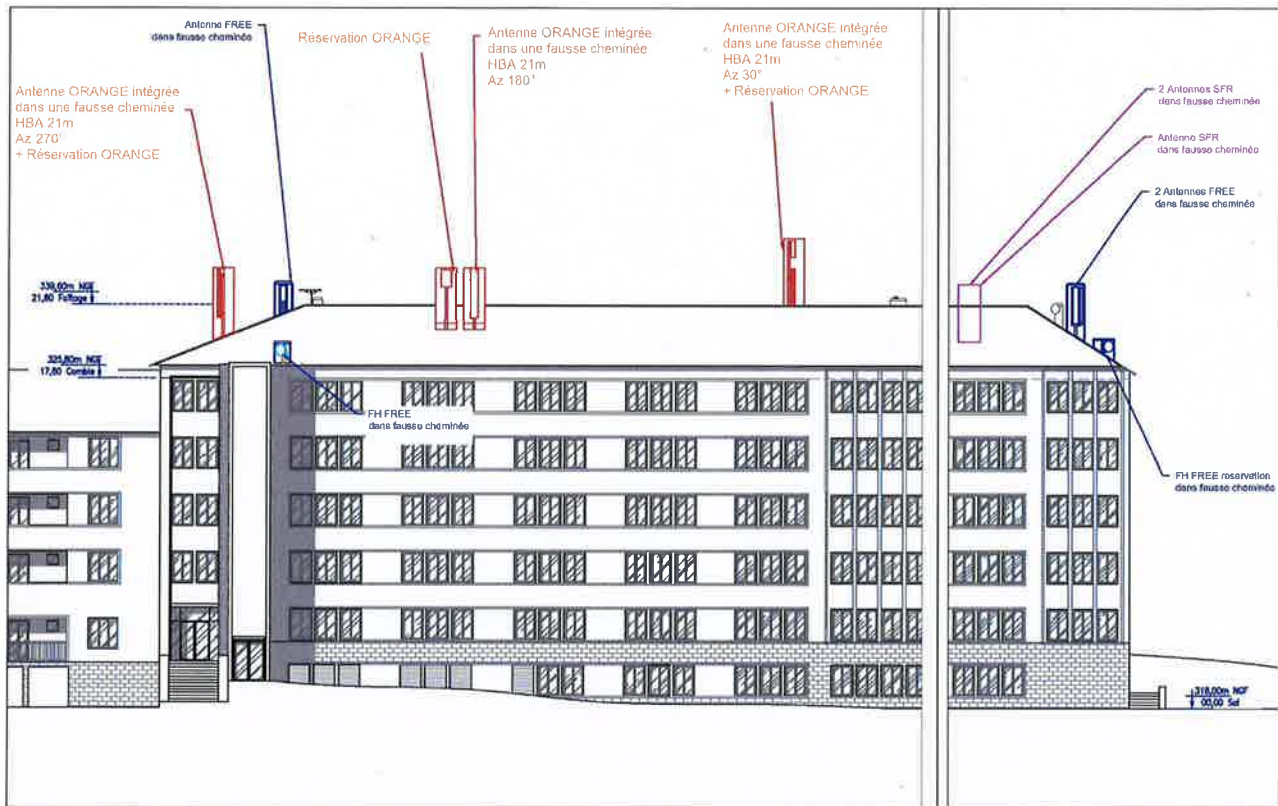 Antenne FREE
dans fausse cheminée
Réservation ORANGE
Antenne ORANGE intégrée
dans une fausse cheminée
HBA 21m
Az 180°
Antenne ORANGE intégrée
dans une fausse cheminée
HBA 21m
Az 30°
+ Réservation ORANGE
Antenne ORANGE intégrée
dans une fausse cheminée
HBA 21m
Az 270°
+ Réservation ORANGE
2 Antennes SFR
dans fausse cheminée
Antenne SFR
dans fausse cheminée
2 Antennes FREE
dans fausse cheminée
339,60m NGF
21,60 Faîtage
335,60m NGF
17,60 Comble
FH FREE
dans fausse cheminée
FH FREE reservation
dans fausse cheminée
318,00m NGF
00,00 Sol